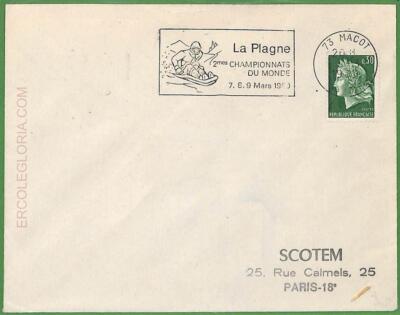 La Plagne
2mes CHAMPIONNATS
DU MONDE
7. 8. 9 Mars
73 MACOT
0,30
REPUBLIQUE FRANÇAISE
ERCOLEGLORIA.COM
SCOTEM
25, Rue Calmels, 25
PARIS-18e